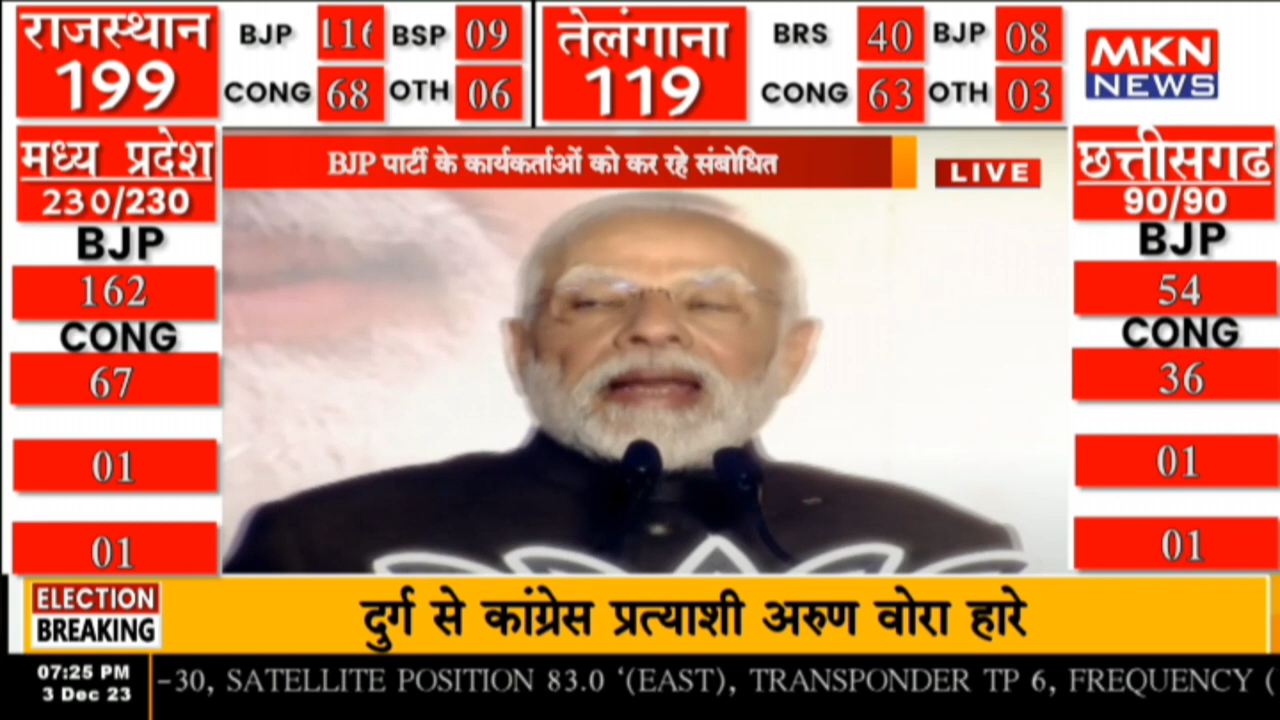 राजस्थान
199
BJP 116 BSP 09
CONG 68 OTH 06
तेलंगाना
119
BRS 40 BJP 08
CONG 63 OTH 03
MKN
NEWS
मध्य प्रदेश
230/230
BJP
162
CONG
67
01
01
BJP पार्टी के कार्यकर्ताओं को कर रहे संबोधित
LIVE
छत्तीसगढ
90/90
BJP
54
CONG
36
01
01
ELECTION
BREAKING
दुर्ग से कांग्रेस प्रत्याशी अरुण वोरा हारे
07:25 PM
3 Dec 23
-30, SATELLITE POSITION 83.0 ‘(EAST), TRANSPONDER TP 6, FREQUENCY (